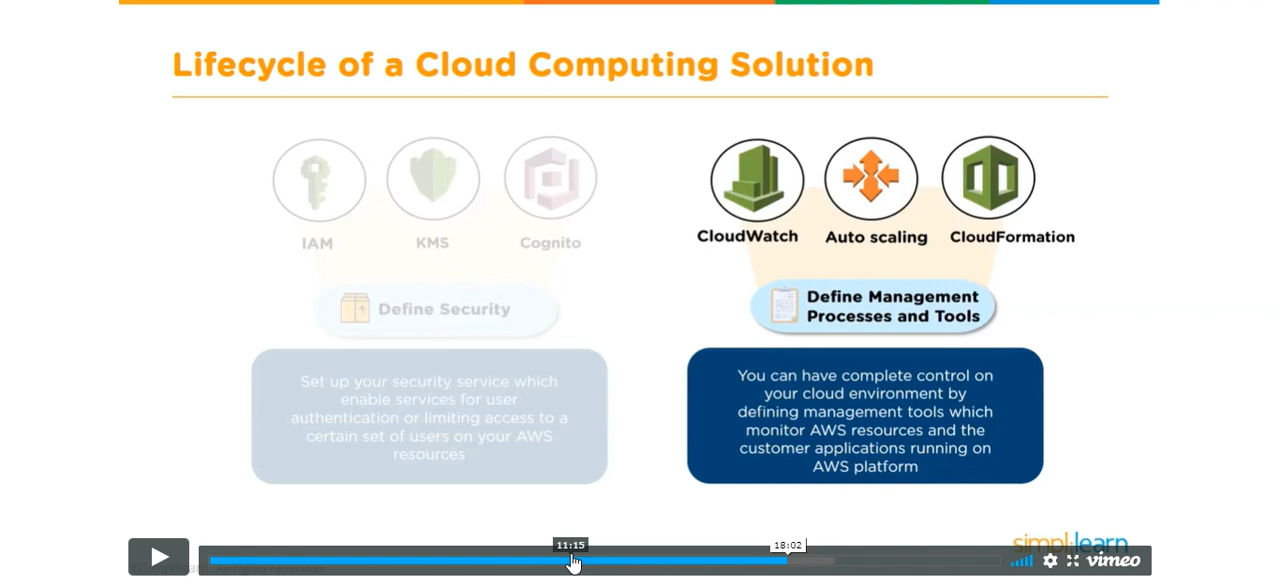 Lifecycle of a Cloud Computing Solution
IAM
KMS
Cognito
Define Security
Set up your security service which
enable services for user
authentication or limiting access to a
certain set of users on your AWS
resources
CloudWatch
Auto scaling
CloudFormation
Define Management
Processes and Tools
You can have complete control on
your cloud environment by
defining management tools which
monitor AWS resources and the
customer applications running on
AWS platform
simplilearn
11:15
18:02
vimeo